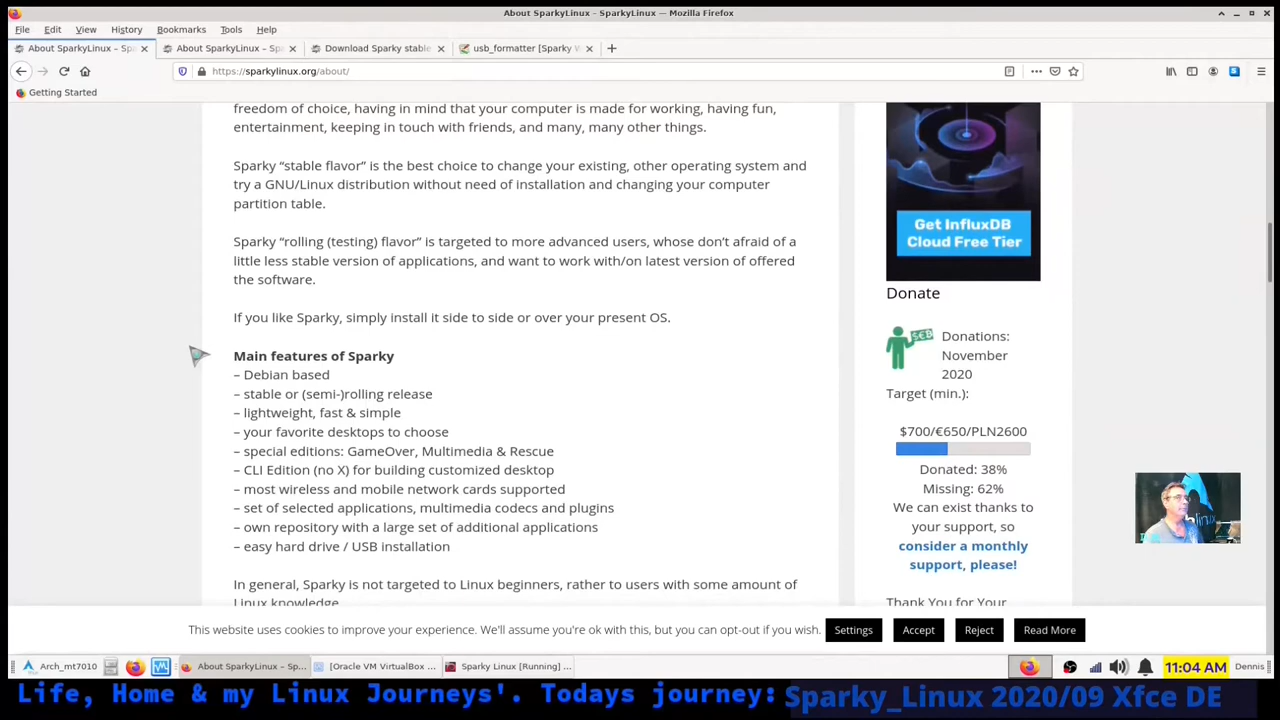 About SparkyLinux - SparkyLinux — Mozilla Firefox
File Edit View History Bookmarks Tools Help
About SparkyLinux – Spa
About SparkyLinux – Spa
Download Sparky stable
usb_formatter [Sparky W
https://sparkylinux.org/about/
Getting Started
freedom of choice, having in mind that your computer is made for working, having fun,
entertainment, keeping in touch with friends, and many, many other things.
Sparky “stable flavor” is the best choice to change your existing, other operating system and
try a GNU/Linux distribution without need of installation and changing your computer
partition table.
Sparky “rolling (testing) flavor” is targeted to more advanced users, whose don’t afraid of a
little less stable version of applications, and want to work with/on latest version of offered
the software.
If you like Sparky, simply install it side to side or over your present OS.
Main features of Sparky
– Debian based
– stable or (semi-)rolling release
– lightweight, fast & simple
– your favorite desktops to choose
– special editions: GameOver, Multimedia & Rescue
– CLI Edition (no X) for building customized desktop
– most wireless and mobile network cards supported
– set of selected applications, multimedia codecs and plugins
– own repository with a large set of additional applications
– easy hard drive / USB installation
In general, Sparky is not targeted to Linux beginners, rather to users with some amount of
Linux knowledge.
Get InfluxDB
Cloud Free Tier
Donate
Donations:
November
2020
Target (min.):
$700/€650/PLN2600
Donated: 38%
Missing: 62%
We can exist thanks to
your support, so
consider a monthly
support, please!
Thank You for Your
This website uses cookies to improve your experience. We'll assume you're ok with this, but you can opt-out if you wish. Settings Accept Reject Read More
Arch_mt7010
About SparkyLinux – Sp...
[Oracle VM VirtualBox ...
Sparky Linux [Running] ...
11:04 AM
Dennis
Life, Home & my Linux Journeys'. Todays journey: Sparky_Linux 2020/09 Xfce DE